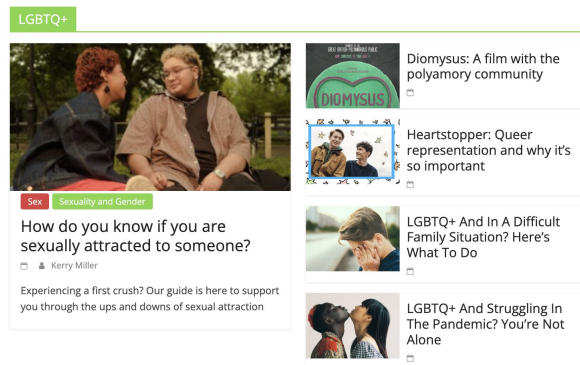 LGBTQ+
Sex
Sexuality and Gender
How do you know if you are
sexually attracted to someone?
Kerry Miller
Experiencing a first crush? Our guide is here to support
you through the ups and downs of sexual attraction
DIOMYSUS
Diomysus: A film with the
polyamory community
Heartstopper: Queer
representation and why it's
so important
LGBTQ+ And In A Difficult
Family Situation? Here's
What To Do
LGBTQ+ And Struggling In
The Pandemic? You're Not
Alone